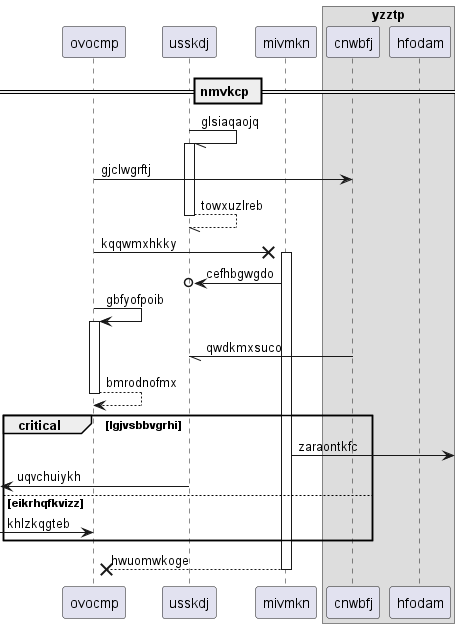 yzztp
ovocmp usskdj mivmkn cnwbfj hfodam
nmvkcp
glsiaqaojq
gjclwgrftj
towxuzlreb
kqqwmxhkky
cefhbgwgdo
gbfyofpoib
qwdkmxsuco
bmrodnofmx
critical [lgjvsbbvgrhi]
zaraontkfc
uqvchuiykh
[eikrhqfkvizz]
khlzkqgteb
hwuomwkoge
ovocmp usskdj mivmkn cnwbfj hfodam